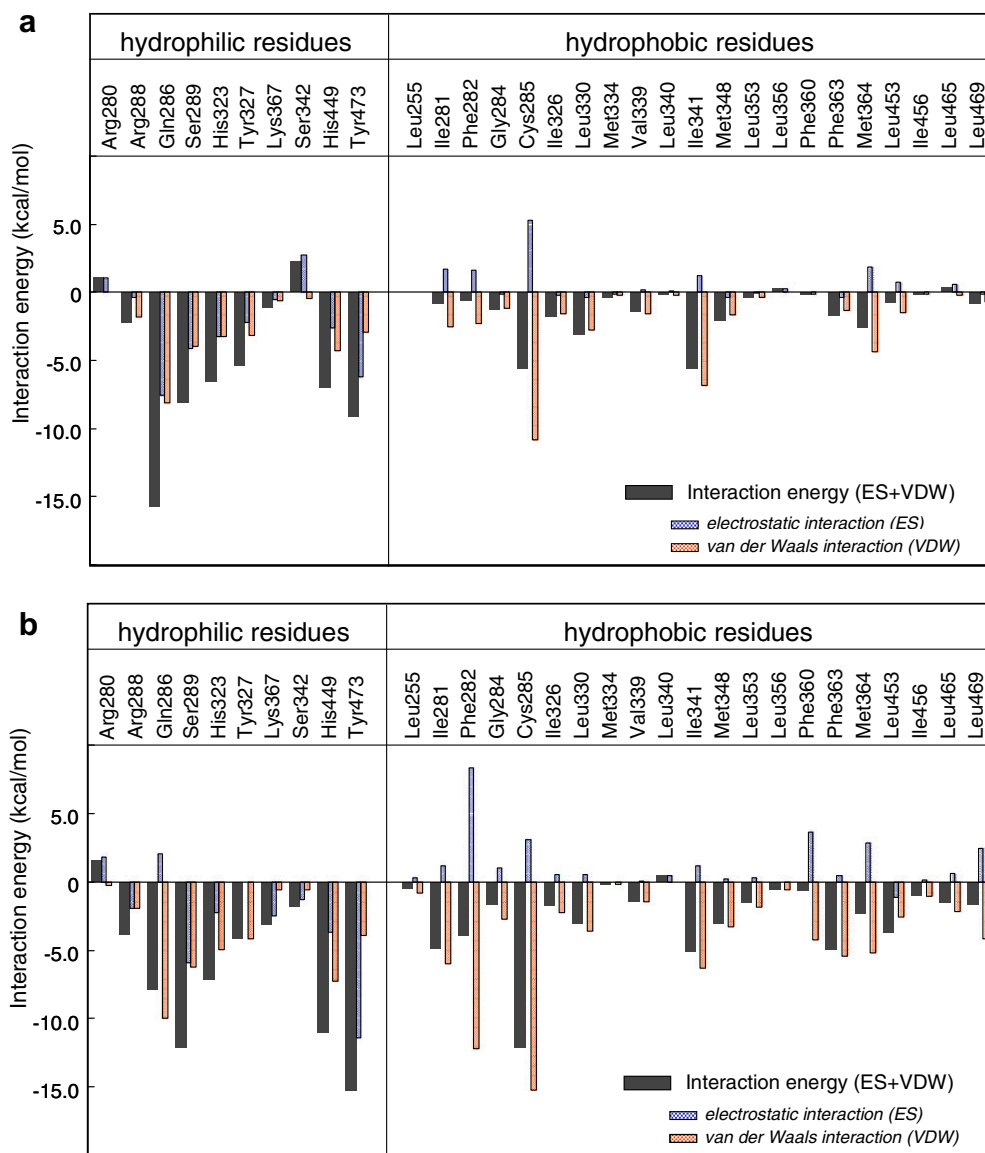 a
hydrophilic residues hydrophobic residues
Arg280 Arg288 Gln286 Ser289 His323 Tyr327 Lys367 Ser342 His449 Tyr473 Leu255 Ile281 Phe282 Gly284 Cys285 Ile326 Leu330 Met334 Val339 Leu340 Ile341 Met348 Leu353 Leu356 Phe360 Phe363 Met364 Leu453 Ile456 Leu465 Leu469
Interaction energy (kcal/mol)
5.0
0
-5.0
-10.0
-15.0
Interaction energy (ES+VDW)
electrostatic interaction (ES)
van der Waals interaction (VDW)
b
hydrophilic residues hydrophobic residues
Arg280 Arg288 Gln286 Ser289 His323 Tyr327 Lys367 Ser342 His449 Tyr473 Leu255 Ile281 Phe282 Gly284 Cys285 Ile326 Leu330 Met334 Val339 Leu340 Ile341 Met348 Leu353 Leu356 Phe360 Phe363 Met364 Leu453 Ile456 Leu465 Leu469
Interaction energy (kcal/mol)
5.0
0
-5.0
-10.0
-15.0
Interaction energy (ES+VDW)
electrostatic interaction (ES)
van der Waals interaction (VDW)